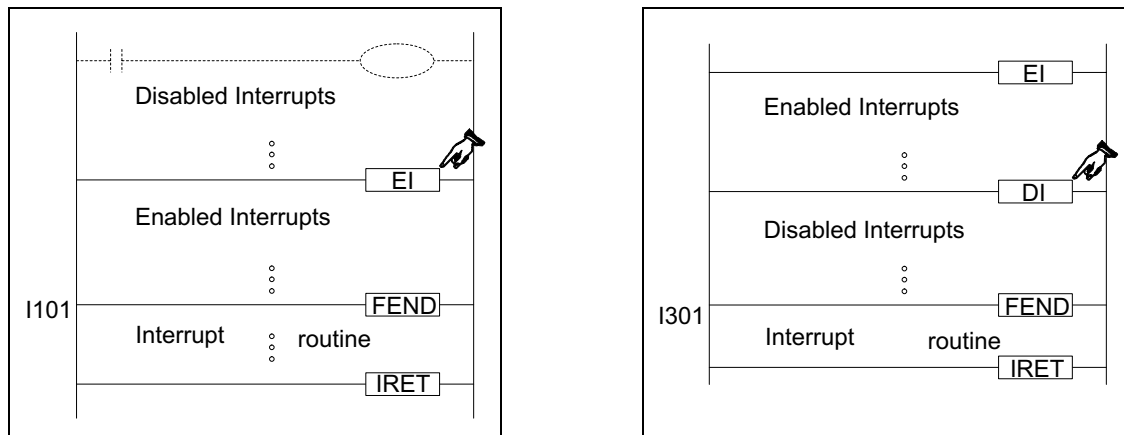 Disabled Interrupts
EI
Enabled Interrupts
FEND
I101
Interrupt routine
IRET
EI
Enabled Interrupts
DI
Disabled Interrupts
FEND
I301
Interrupt routine
IRET